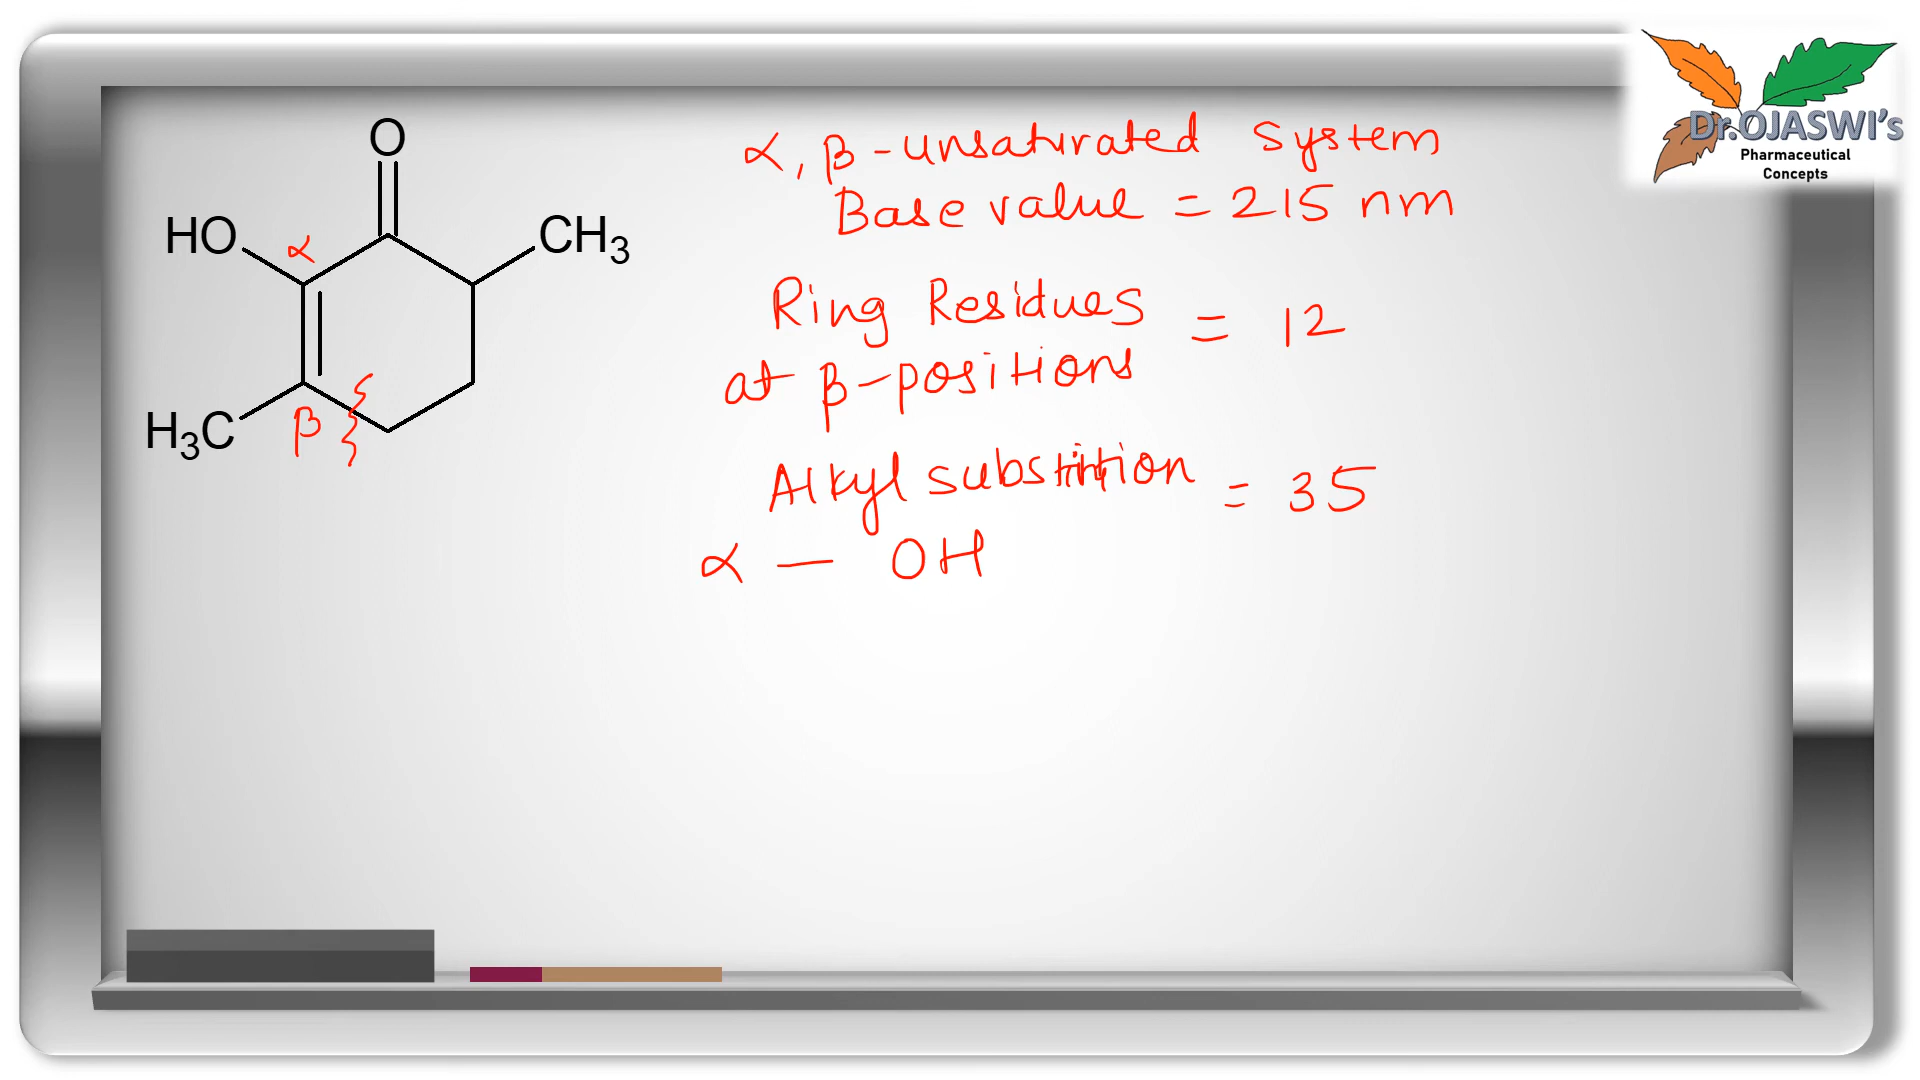 O
HO
α
CH3
H3C
β
α, β-unsaturated system
Base value = 215 nm
Ring Residues
at β-positions = 12
Alkyl substitution = 35
α — OH
Dr.OJASWI's
Pharmaceutical
Concepts